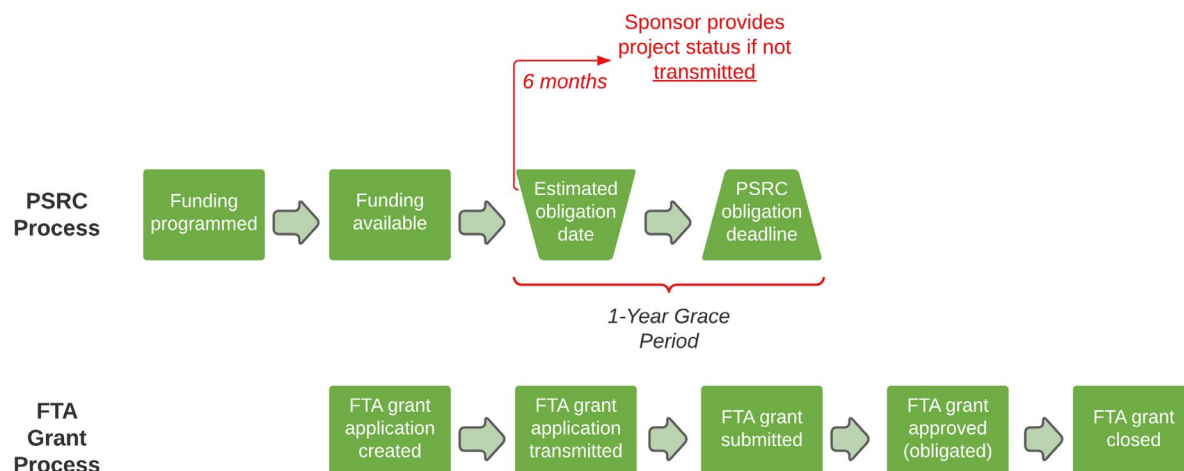 Sponsor provides
project status if not
transmitted
6 months
PSRC
Process
Funding
programmed
Funding
available
Estimated
obligation
date
PSRC
obligation
deadline
1-Year Grace
Period
FTA
Grant
Process
FTA grant
application
created
FTA grant
application
transmitted
FTA grant
submitted
FTA grant
approved
(obligated)
FTA grant
closed